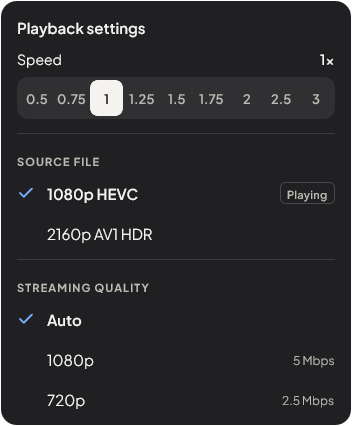 Playback settings
Speed 1×
0.5 0.75 1 1.25 1.5 1.75 2 2.5 3
SOURCE FILE
1080p HEVC Playing
2160p AV1 HDR
STREAMING QUALITY
Auto
1080p 5 Mbps
720p 2.5 Mbps